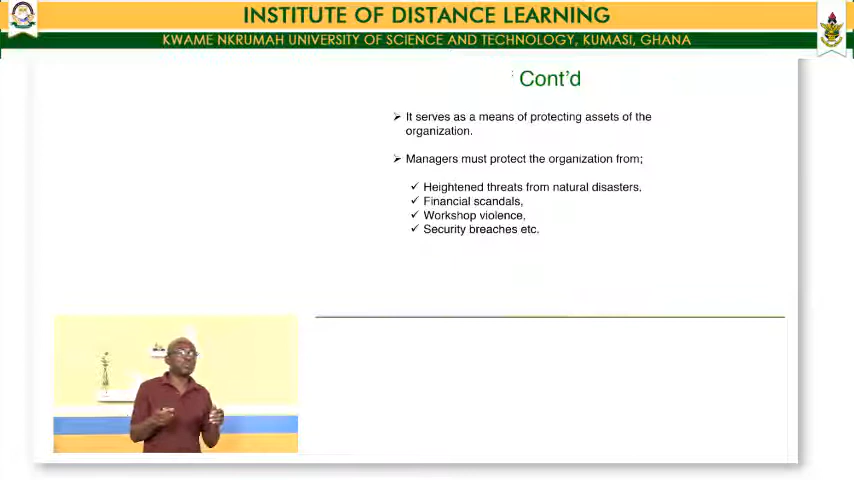 INSTITUTE OF DISTANCE LEARNING
KWAME NKRUMAH UNIVERSITY OF SCIENCE AND TECHNOLOGY, KUMASI, GHANA
Cont'd
It serves as a means of protecting assets of the
organization.
Managers must protect the organization from;
Heightened threats from natural disasters,
Financial scandals,
Workshop violence,
Security breaches etc.